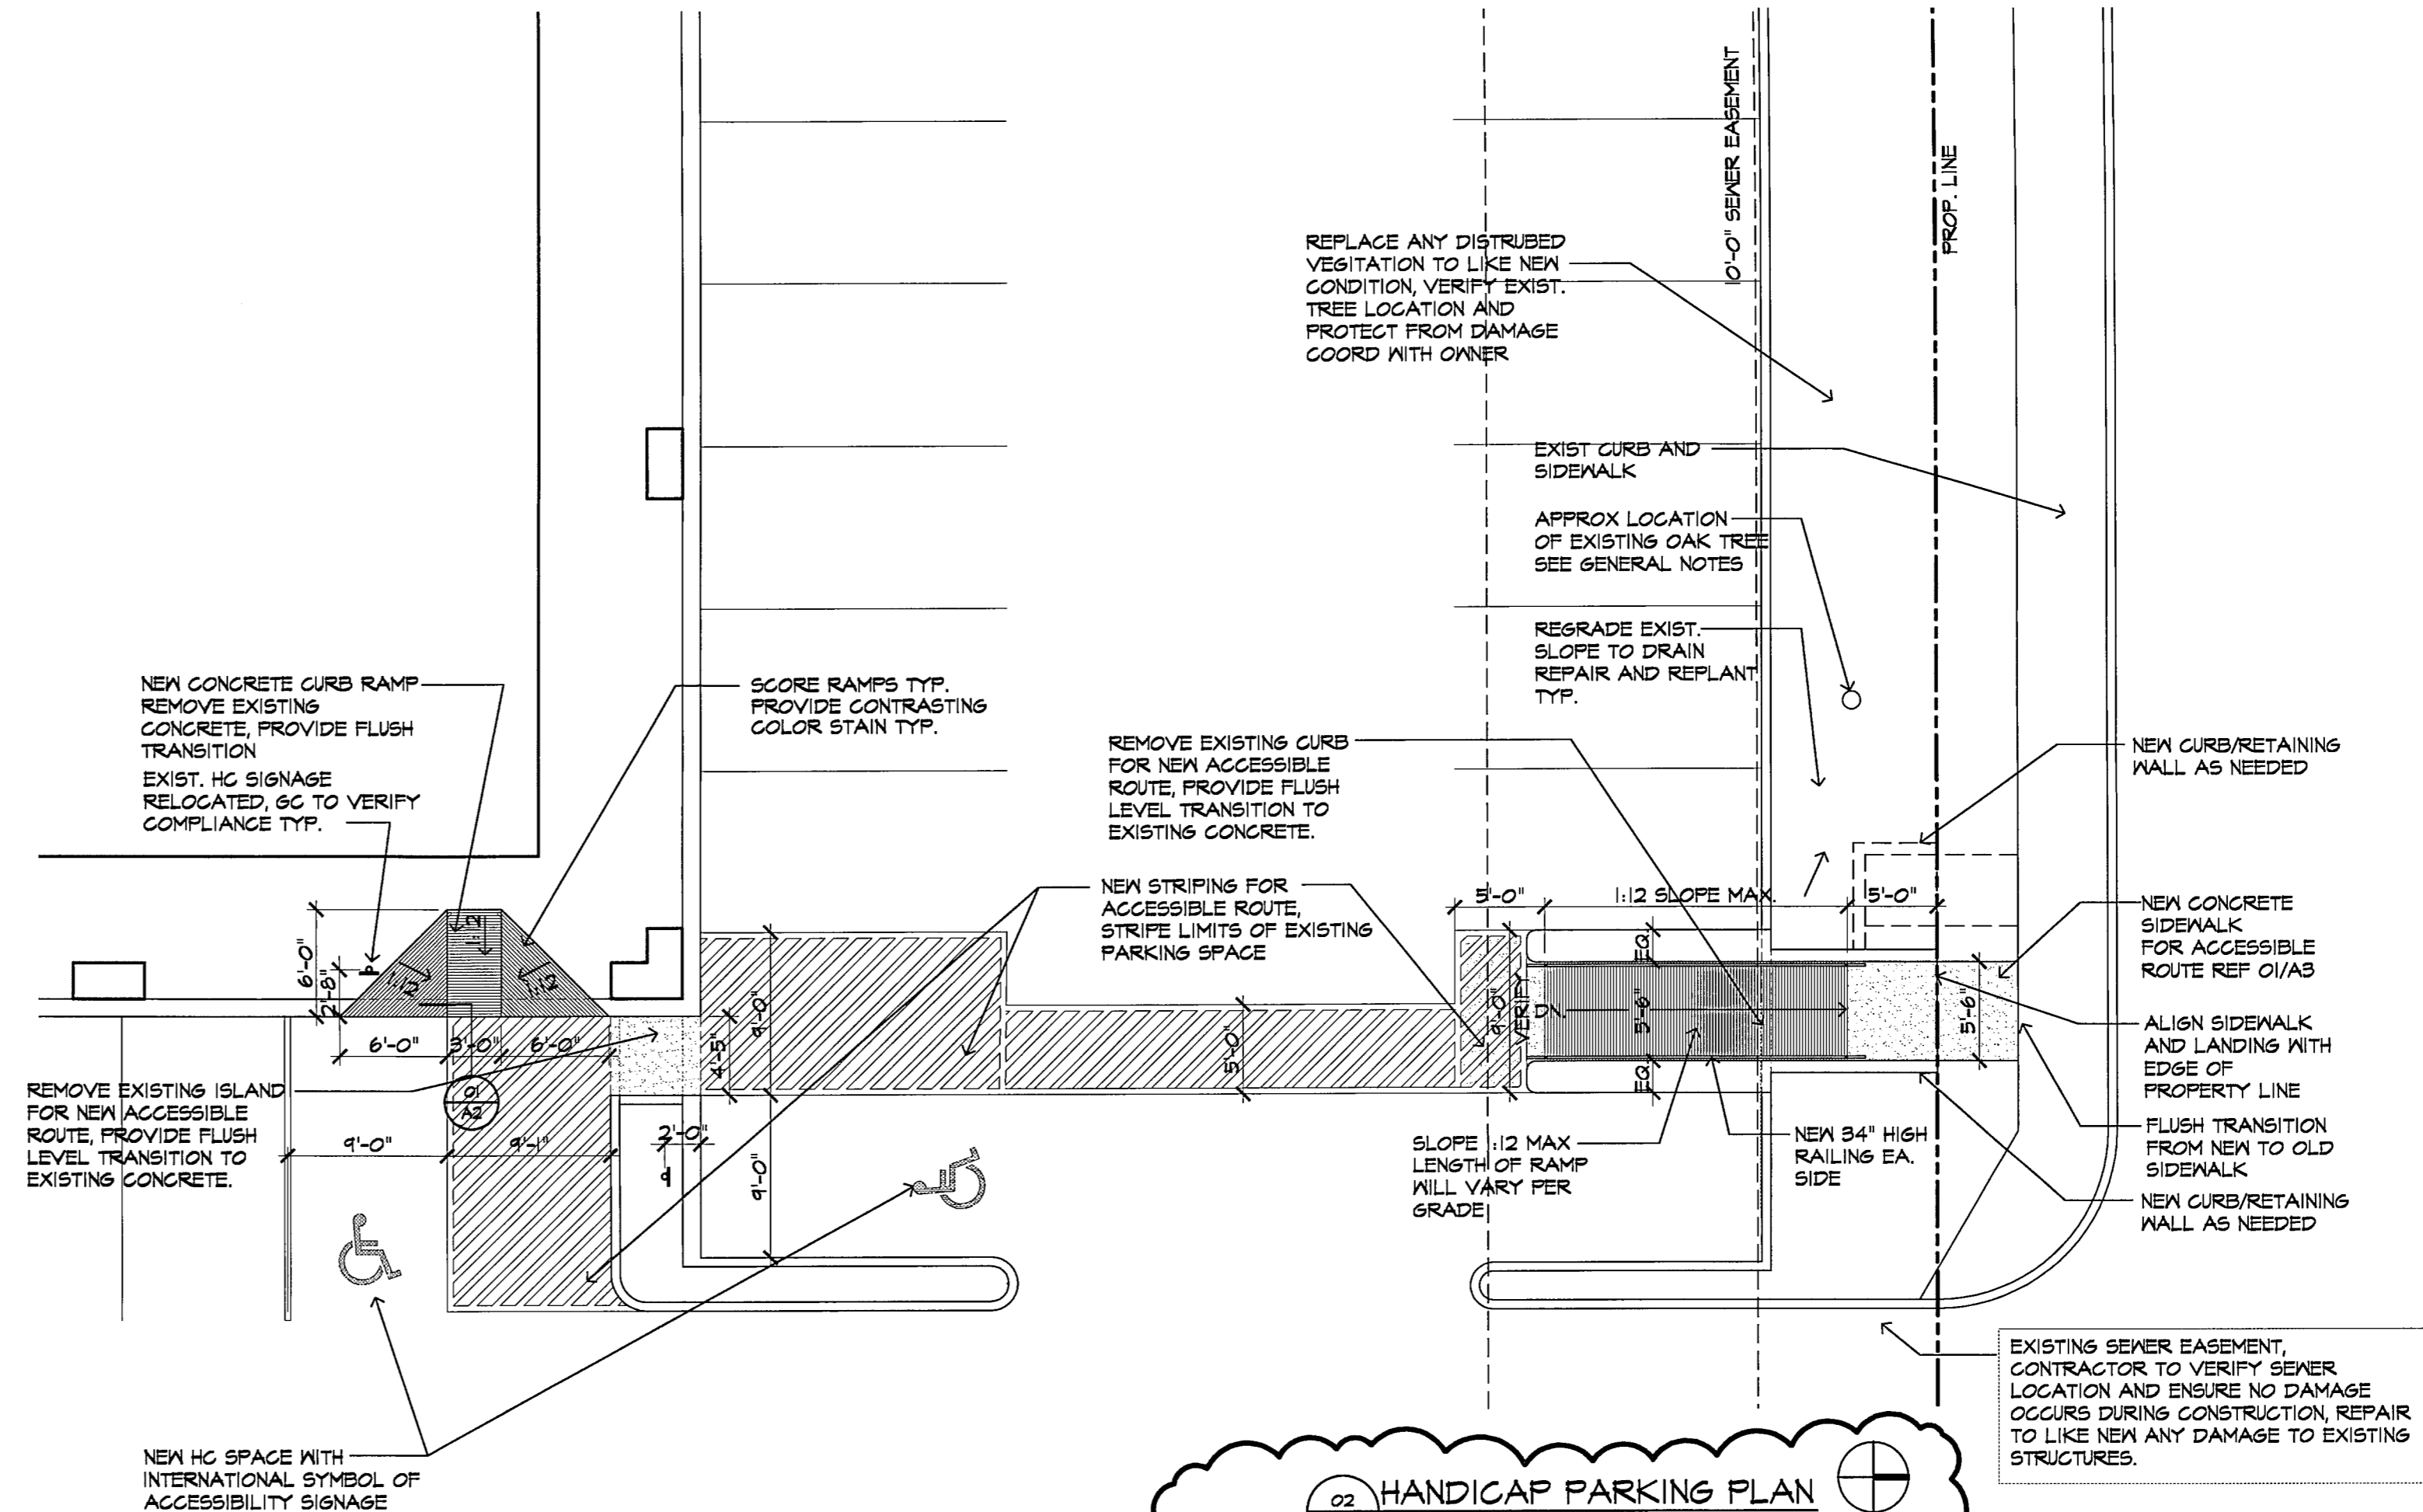 10'-0" SEWER EASEMENT
PROP. LINE
REPLACE ANY DISTRUBED
VEGITATION TO LIKE NEW
CONDITION, VERIFY EXIST.
TREE LOCATION AND
PROTECT FROM DAMAGE
COORD WITH OWNER
EXIST CURB AND
SIDEWALK
APPROX LOCATION
OF EXISTING OAK TREE
SEE GENERAL NOTES
REGRADE EXIST.
SLOPE TO DRAIN
REPAIR AND REPLANT
TYP.
NEW CONCRETE CURB RAMP
REMOVE EXISTING
CONCRETE, PROVIDE FLUSH
TRANSITION
EXIST. HC SIGNAGE
RELOCATED, GC TO VERIFY
COMPLIANCE TYP.
SCORE RAMPS TYP.
PROVIDE CONTRASTING
COLOR STAIN TYP.
REMOVE EXISTING CURB
FOR NEW ACCESSIBLE
ROUTE, PROVIDE FLUSH
LEVEL TRANSITION TO
EXISTING CONCRETE.
NEW CURB/RETAINING
WALL AS NEEDED
NEW STRIPING FOR
ACCESSIBLE ROUTE,
STRIPE LIMITS OF EXISTING
PARKING SPACE
5'-0"
1:12 SLOPE MAX.
5'-0"
NEW CONCRETE
SIDEWALK
FOR ACCESSIBLE
ROUTE REF 01/A3
6'-0"
2'-8"
1:12
1:12
1:12
6'-0"
3'-0"
6'-0"
4'-5"
9'-0"
5'-0"
9'-0"
VERIFY
DN.
EQ
5'-6"
EQ
5'-6"
ALIGN SIDEWALK
AND LANDING WITH
EDGE OF
PROPERTY LINE
REMOVE EXISTING ISLAND
FOR NEW ACCESSIBLE
ROUTE, PROVIDE FLUSH
LEVEL TRANSITION TO
EXISTING CONCRETE.
01
A2
9'-0"
9'-1"
2'-0"
9'-0"
SLOPE :12 MAX
LENGTH OF RAMP
WILL VARY PER
GRADE
NEW 34" HIGH
RAILING EA.
SIDE
FLUSH TRANSITION
FROM NEW TO OLD
SIDEWALK
NEW CURB/RETAINING
WALL AS NEEDED
EXISTING SEWER EASEMENT,
CONTRACTOR TO VERIFY SEWER
LOCATION AND ENSURE NO DAMAGE
OCCURS DURING CONSTRUCTION, REPAIR
TO LIKE NEW ANY DAMAGE TO EXISTING
STRUCTURES.
NEW HC SPACE WITH
INTERNATIONAL SYMBOL OF
ACCESSIBILITY SIGNAGE
02 HANDICAP PARKING PLAN